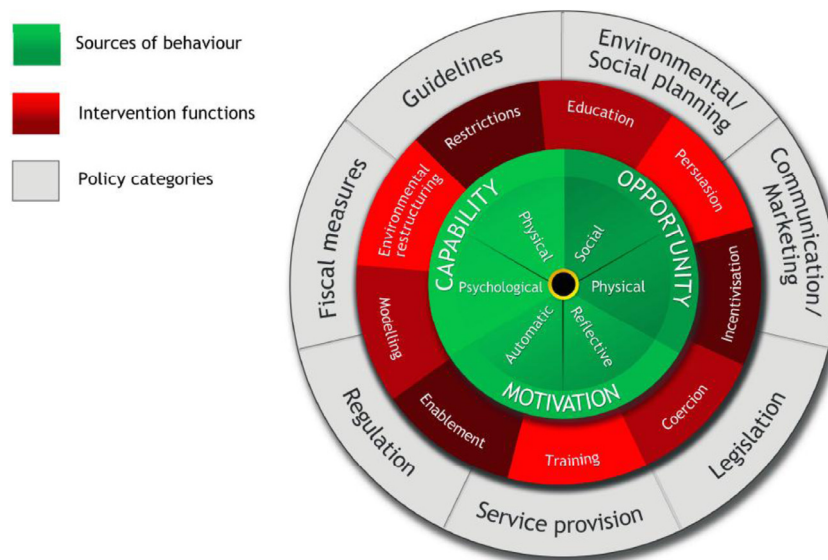 Sources of behaviour
Intervention functions
Policy categories
Guidelines
Environmental/
Social planning
Communication/
Marketing
Legislation
Service provision
Regulation
Fiscal measures
Restrictions
Education
Persuasion
Incentivisation
Coercion
Training
Enablement
Modelling
Environmental
restructuring
CAPABILITY
OPPORTUNITY
MOTIVATION
Physical
Social
Psychological
Physical
Automatic
Reflective